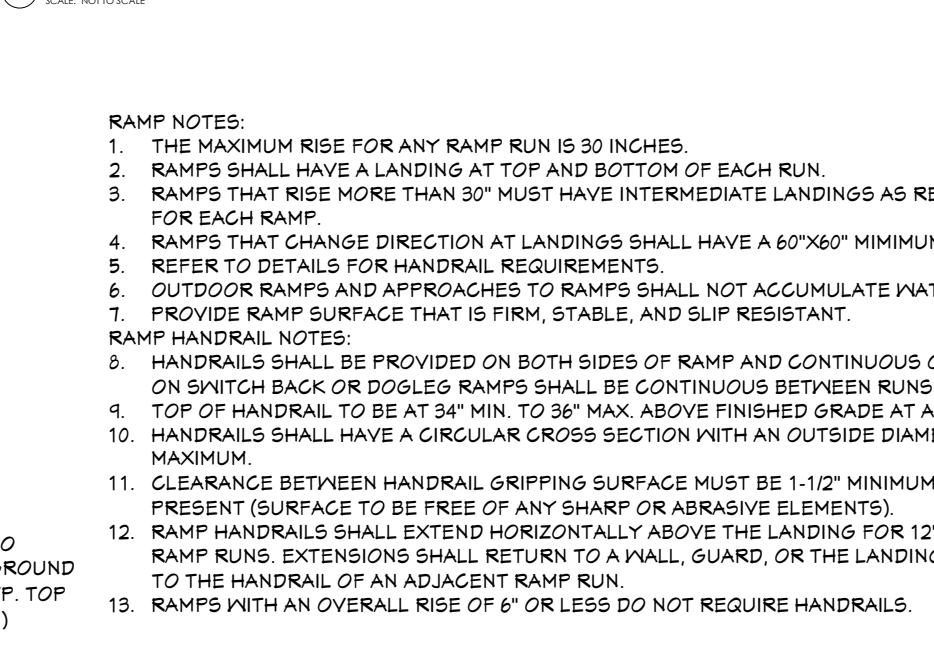 SCALE: NOT TO SCALE
RAMP NOTES:
1. THE MAXIMUM RISE FOR ANY RAMP RUN IS 30 INCHES.
2. RAMPS SHALL HAVE A LANDING AT TOP AND BOTTOM OF EACH RUN.
3. RAMPS THAT RISE MORE THAN 30" MUST HAVE INTERMEDIATE LANDINGS AS RE
FOR EACH RAMP.
4. RAMPS THAT CHANGE DIRECTION AT LANDINGS SHALL HAVE A 60"X60" MIMIMUM
5. REFER TO DETAILS FOR HANDRAIL REQUIREMENTS.
6. OUTDOOR RAMPS AND APPROACHES TO RAMPS SHALL NOT ACCUMULATE WAT
7. PROVIDE RAMP SURFACE THAT IS FIRM, STABLE, AND SLIP RESISTANT.
RAMP HANDRAIL NOTES:
8. HANDRAILS SHALL BE PROVIDED ON BOTH SIDES OF RAMP AND CONTINUOUS
ON SWITCH BACK OR DOGLEG RAMPS SHALL BE CONTINUOUS BETWEEN RUNS
9. TOP OF HANDRAIL TO BE AT 34" MIN. TO 36" MAX. ABOVE FINISHED GRADE AT A
10. HANDRAILS SHALL HAVE A CIRCULAR CROSS SECTION WITH AN OUTSIDE DIAME
MAXIMUM.
11. CLEARANCE BETWEEN HANDRAIL GRIPPING SURFACE MUST BE 1-1/2" MINIMUM
PRESENT (SURFACE TO BE FREE OF ANY SHARP OR ABRASIVE ELEMENTS).
12. RAMP HANDRAILS SHALL EXTEND HORIZONTALLY ABOVE THE LANDING FOR 12"
RAMP RUNS. EXTENSIONS SHALL RETURN TO A WALL, GUARD, OR THE LANDING
TO THE HANDRAIL OF AN ADJACENT RAMP RUN.
13. RAMPS WITH AN OVERALL RISE OF 6" OR LESS DO NOT REQUIRE HANDRAILS.
O
GROUND
P. TOP
)